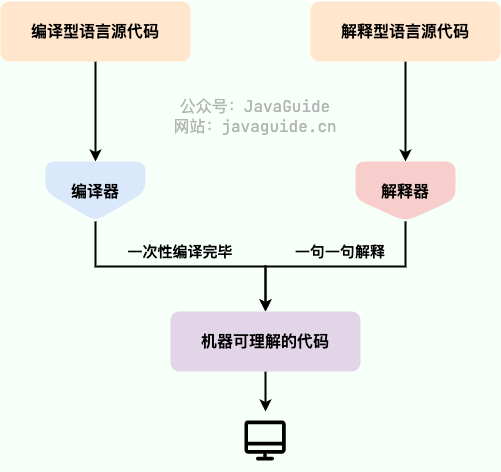 编译型语言源代码
解释型语言源代码
公众号：JavaGuide
网站：javaguide.cn
编译器
解释器
一次性编译完毕
一句一句解释
机器可理解的代码